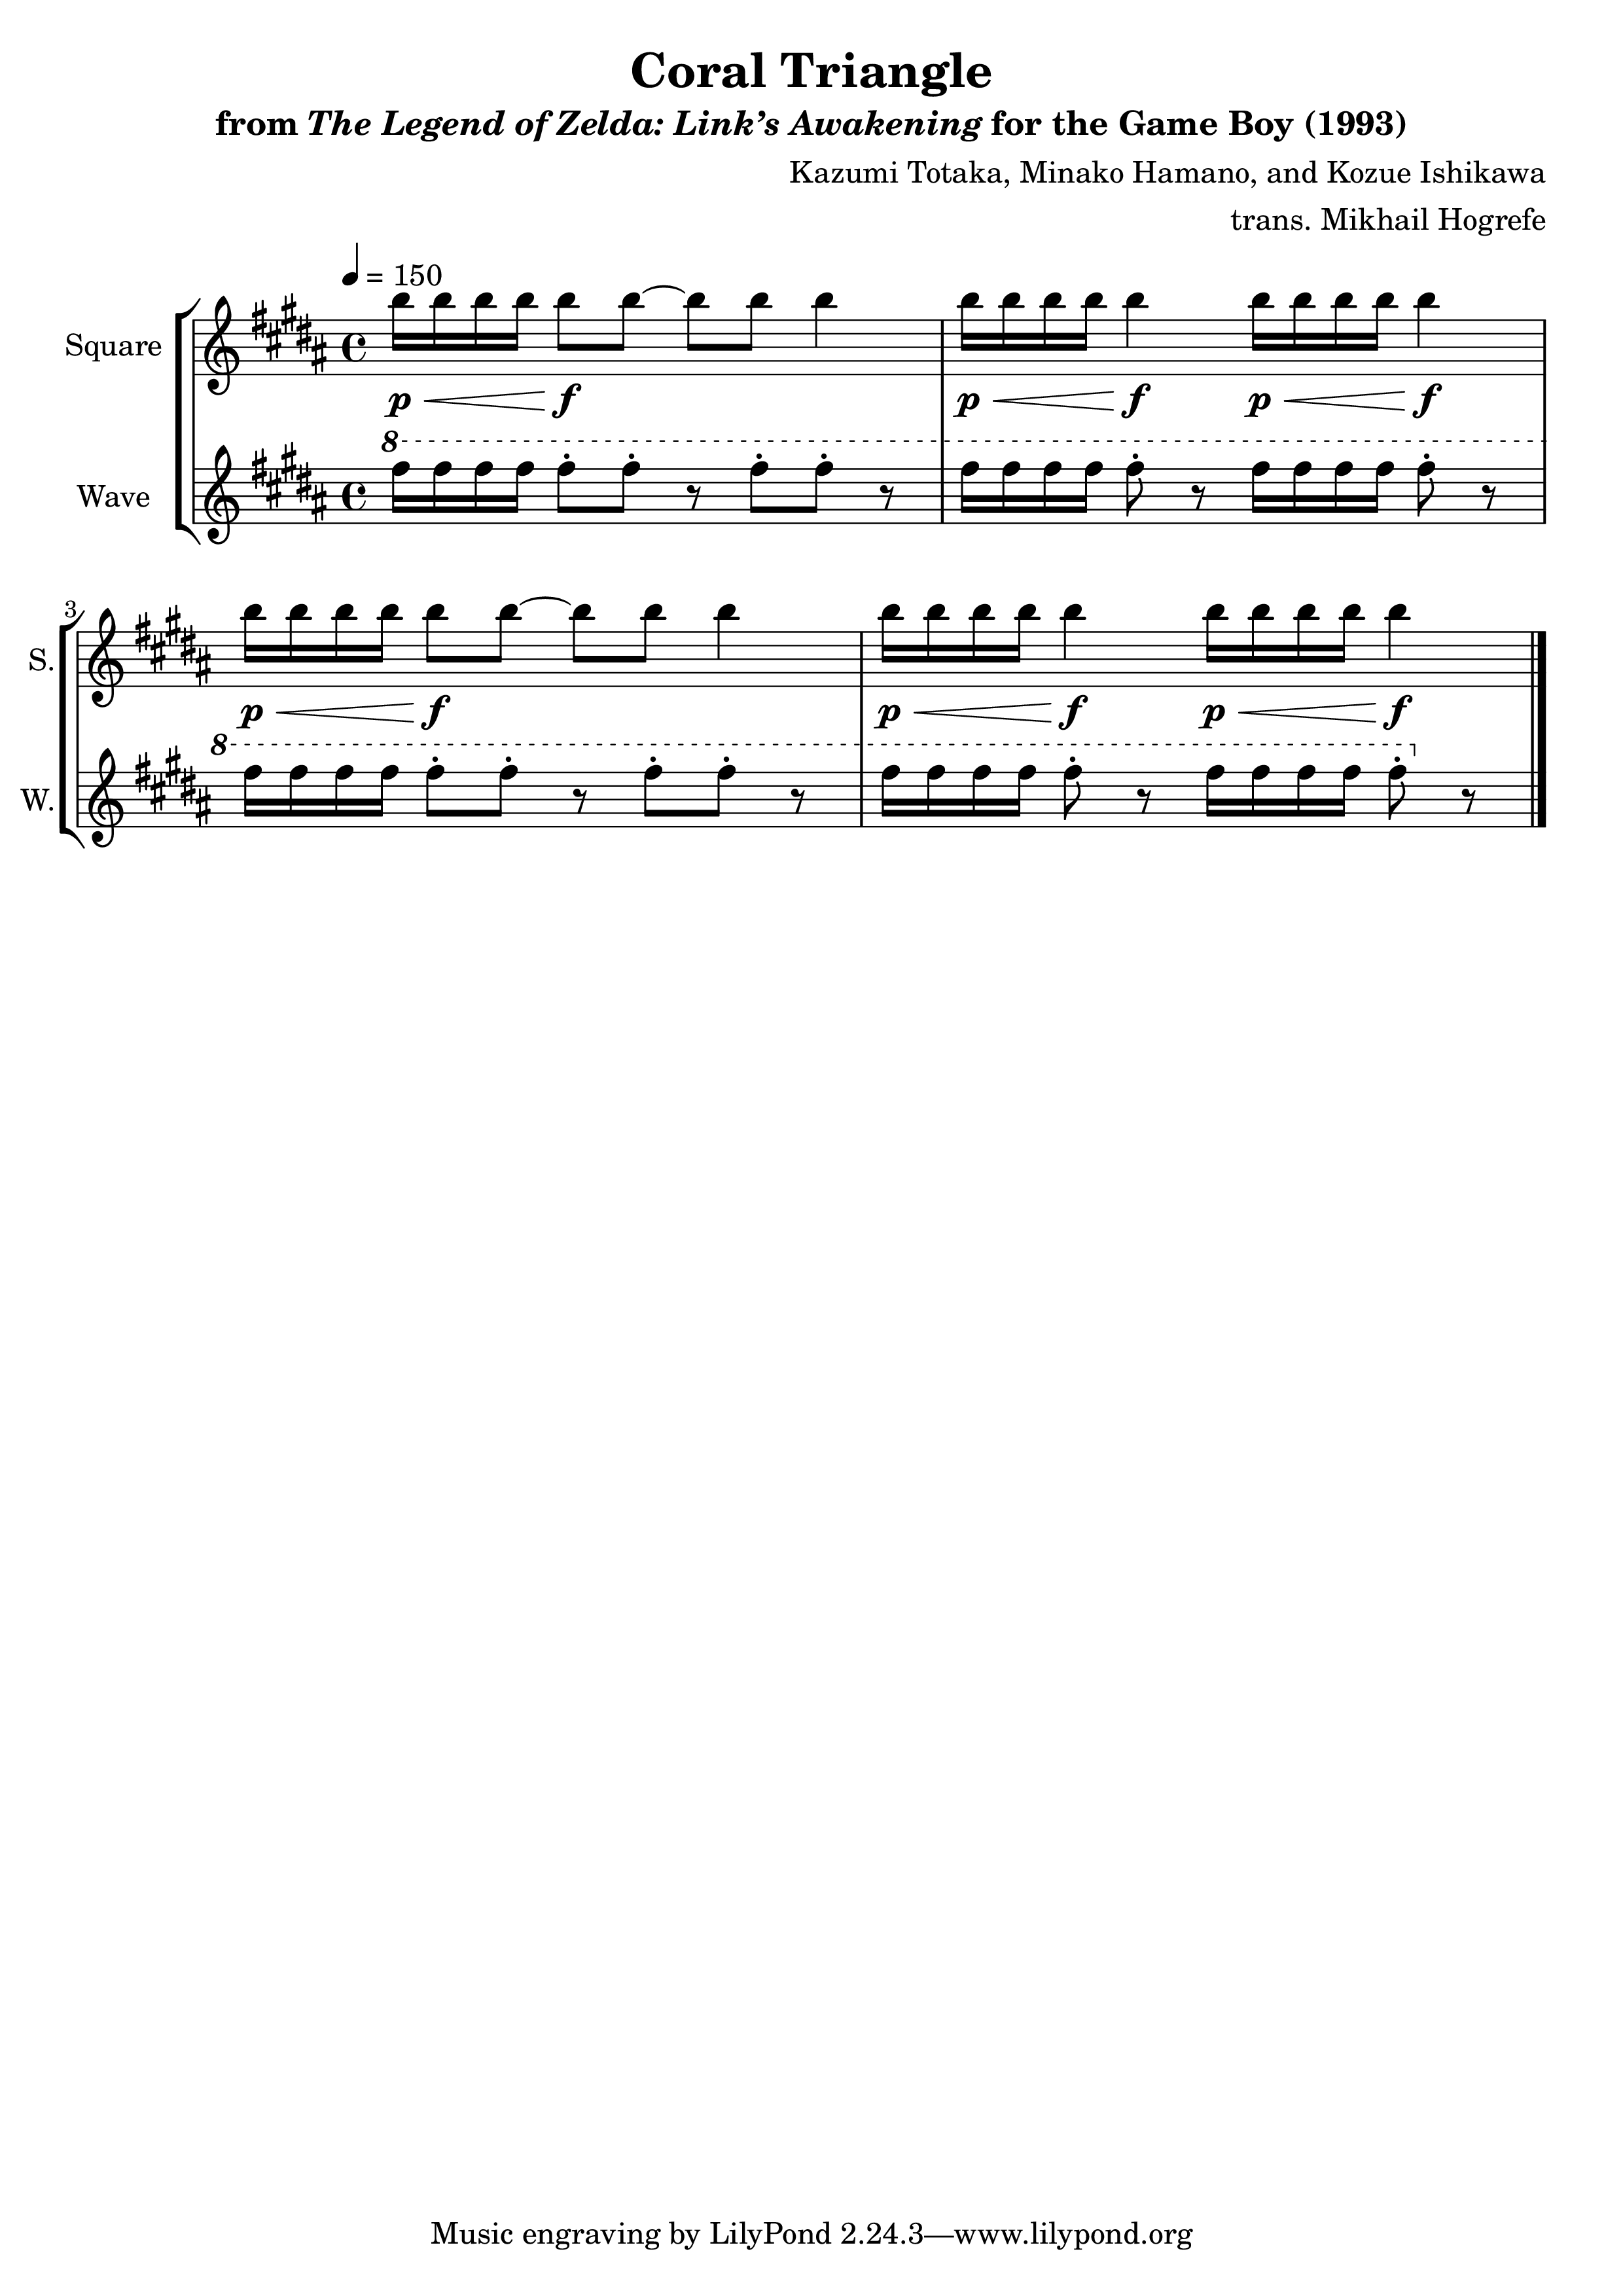 Coral Triangle
from The Legend of Zelda: Link’s Awakening for the Game Boy (1993)
Kazumi Totaka, Minako Hamano, and Kozue Ishikawa
trans. Mikhail Hogrefe
= 150
Square
p f p f p f
8
Wave
3
S.
p f p f p f
8
W.
Music engraving by LilyPond 2.24.3—www.lilypond.org